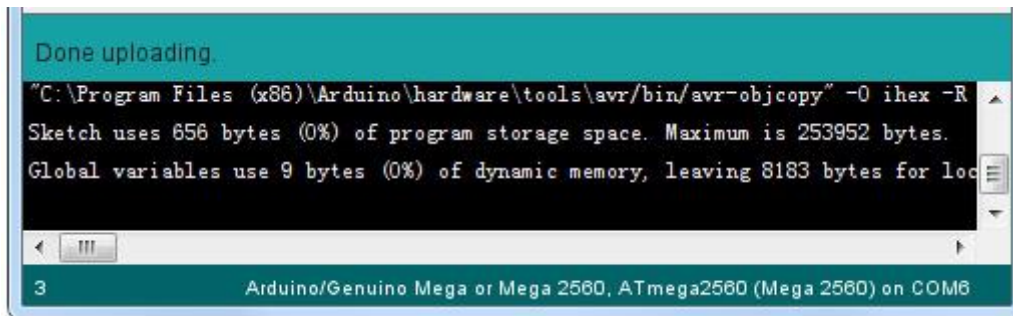 Done uploading.
"C:\Program Files (x86)\Arduino\hardware\tools\avr/bin/avr-objcopy" -O ihex -R
Sketch uses 656 bytes (0%) of program storage space. Maximum is 253952 bytes.
Global variables use 9 bytes (0%) of dynamic memory, leaving 8183 bytes for loc
3 Arduino/Genuino Mega or Mega 2560, ATmega2560 (Mega 2560) on COM6